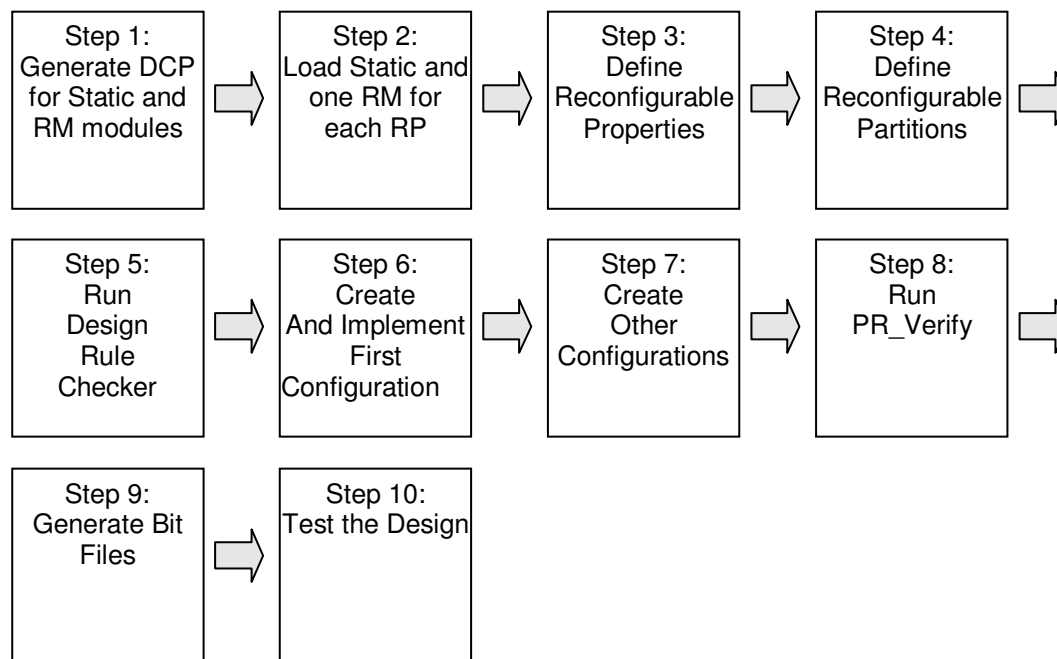 Step 1:
Generate DCP
for Static and
RM modules
Step 2:
Load Static and
one RM for
each RP
Step 3:
Define
Reconfigurable
Properties
Step 4:
Define
Reconfigurable
Partitions
Step 5:
Run
Design
Rule
Checker
Step 6:
Create
And Implement
First
Configuration
Step 7:
Create
Other
Configurations
Step 8:
Run
PR_Verify
Step 9:
Generate Bit
Files
Step 10:
Test the Design